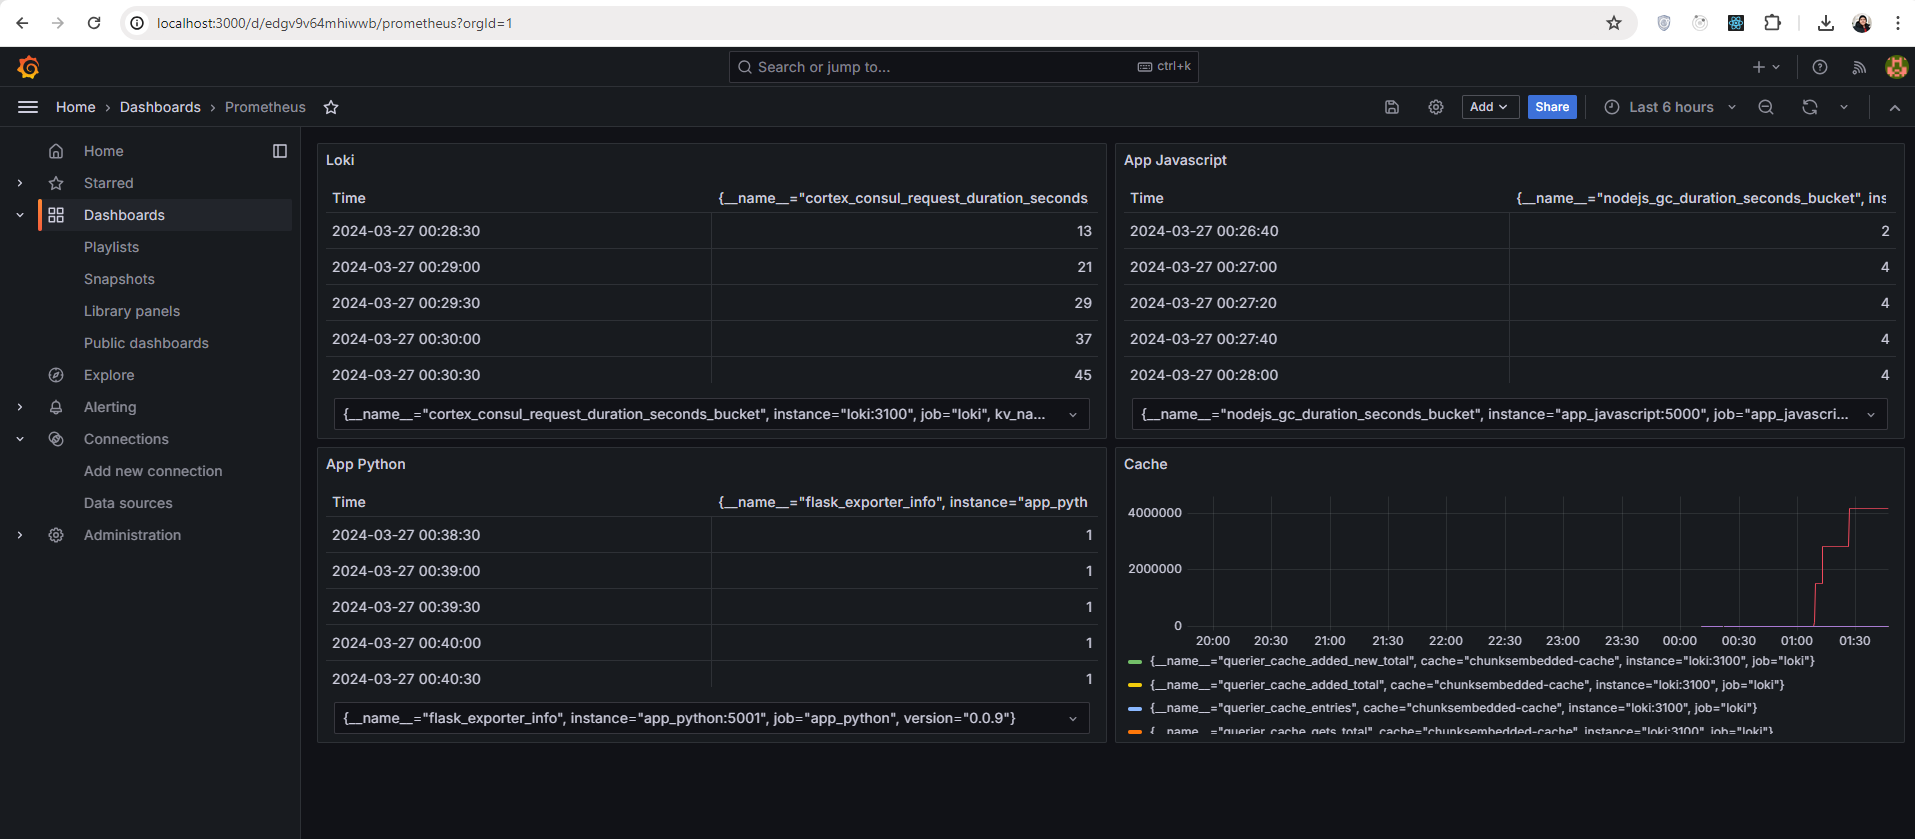 localhost:3000/d/edgv9v64mhiwwb/prometheus?orgId=1
Search or jump to...
ctrl+k
Home › Dashboards › Prometheus
Add
Share
Last 6 hours
Home
Starred
Dashboards
Playlists
Snapshots
Library panels
Public dashboards
Explore
Alerting
Connections
Add new connection
Data sources
Administration
Loki
Time {__name__="cortex_consul_request_duration_seconds
2024-03-27 00:28:30 13
2024-03-27 00:29:00 21
2024-03-27 00:29:30 29
2024-03-27 00:30:00 37
2024-03-27 00:30:30 45
{__name__="cortex_consul_request_duration_seconds_bucket", instance="loki:3100", job="loki", kv_na...
App Javascript
Time {__name__="nodejs_gc_duration_seconds_bucket", ins
2024-03-27 00:26:40 2
2024-03-27 00:27:00 4
2024-03-27 00:27:20 4
2024-03-27 00:27:40 4
2024-03-27 00:28:00 4
{__name__="nodejs_gc_duration_seconds_bucket", instance="app_javascript:5000", job="app_javascri...
App Python
Time {__name__="flask_exporter_info", instance="app_pyth
2024-03-27 00:38:30 1
2024-03-27 00:39:00 1
2024-03-27 00:39:30 1
2024-03-27 00:40:00 1
2024-03-27 00:40:30 1
{__name__="flask_exporter_info", instance="app_python:5001", job="app_python", version="0.0.9"}
Cache
4000000
2000000
0
20:00 20:30 21:00 21:30 22:00 22:30 23:00 23:30 00:00 00:30 01:00 01:30
{__name__="querier_cache_added_new_total", cache="chunksembedded-cache", instance="loki:3100", job="loki"}
{__name__="querier_cache_added_total", cache="chunksembedded-cache", instance="loki:3100", job="loki"}
{__name__="querier_cache_entries", cache="chunksembedded-cache", instance="loki:3100", job="loki"}
{__name__="querier_cache_gets_total", cache="chunksembedded-cache", instance="loki:3100", job="loki"}